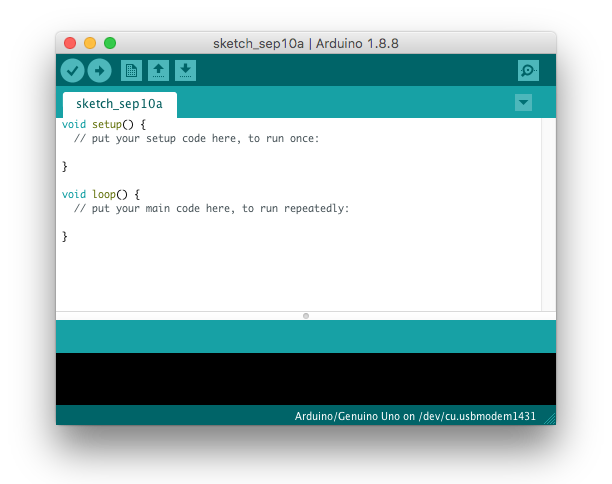 sketch_sep10a | Arduino 1.8.8
sketch_sep10a
void setup() {
  // put your setup code here, to run once:
}
void loop() {
  // put your main code here, to run repeatedly:
}
Arduino/Genuino Uno on /dev/cu.usbmodem1431